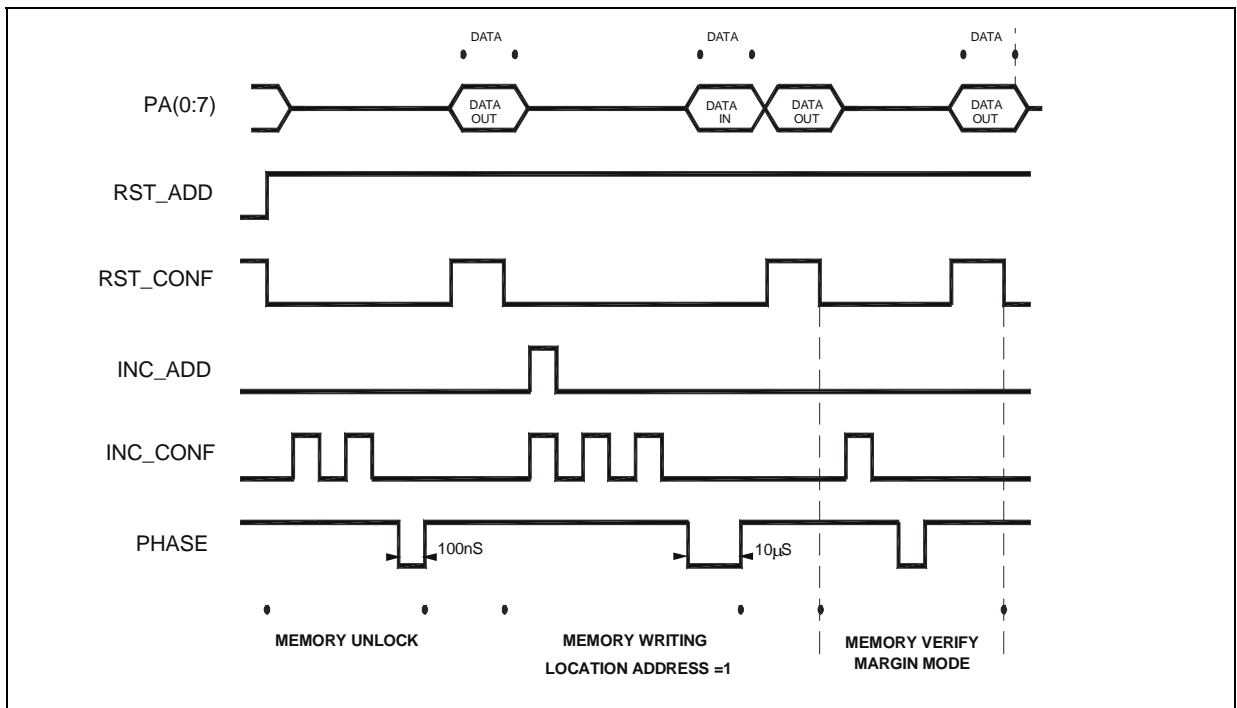 DATA DATA DATA
PA(0:7)
DATA OUT
DATA IN
DATA OUT
DATA OUT
RST_ADD
RST_CONF
INC_ADD
INC_CONF
PHASE
100nS
10µS
MEMORY UNLOCK
MEMORY WRITING
LOCATION ADDRESS =1
MEMORY VERIFY
MARGIN MODE